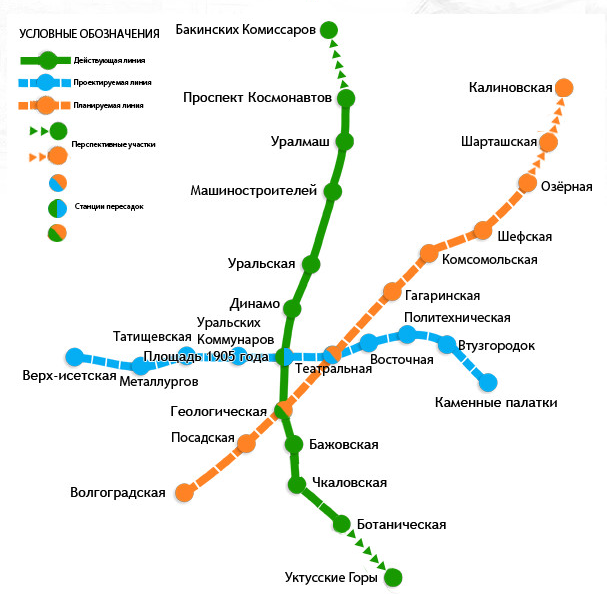 УСЛОВНЫЕ ОБОЗНАЧЕНИЯ
Действующая линия
Проектируемая линия
Планируемая линия
Перспективные участки
Станции пересадок
Бакинских Комиссаров
Проспект Космонавтов
Уралмаш
Машиностроителей
Уральская
Динамо
Калиновская
Шарташская
Озёрная
Шефская
Комсомольская
Гагаринская
Политехническая
Втузгородок
Восточная
Каменные палатки
Татищевская
Уральских
Коммунаров
Площадь 1905 года
Театральная
Верх-исетская
Металлургов
Геологическая
Посадская
Волгоградская
Бажовская
Чкаловская
Ботаническая
Уктусские Горы